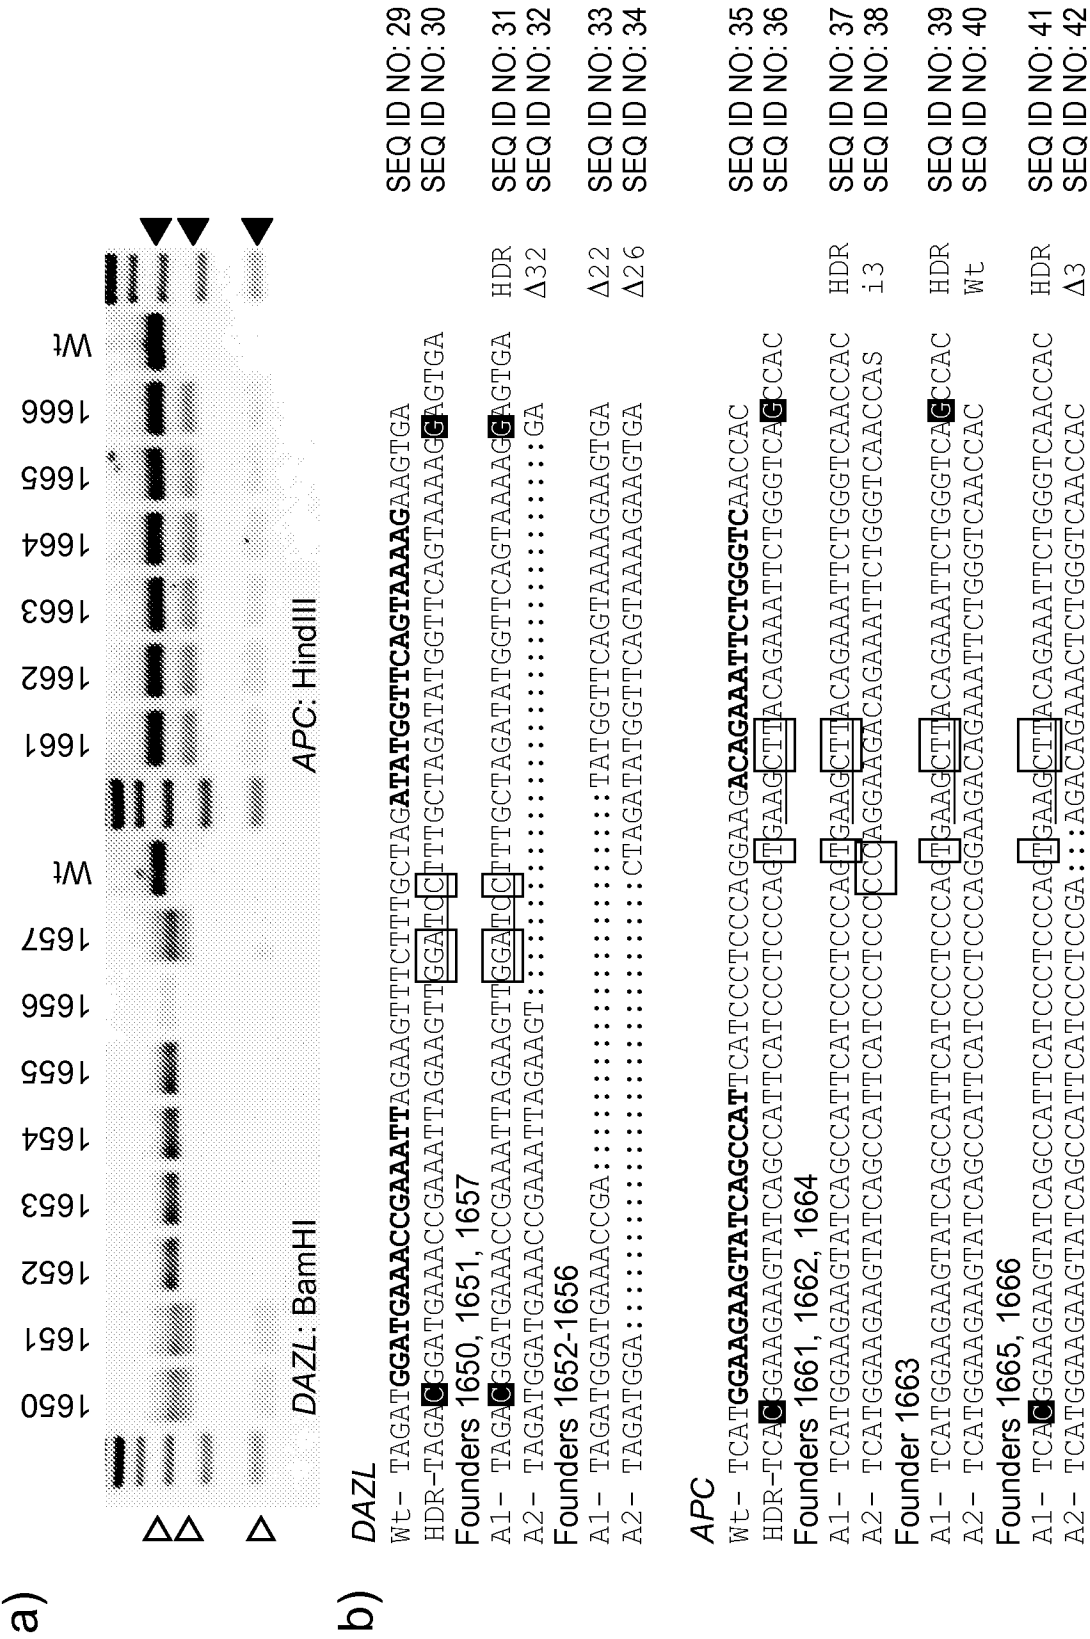 a)
1650 1651 1652 1653 1654 1655 1656 1657 Wt 1661 1662 1663 1664 1665 1666 Wt
DAZL: BamHI APC: HindIII
b)
DAZL
Wt- TAGATGGATGAAACCGAAATTAGAAGTTTCTTTGCTAGATATGGTTCAGTAAAAGAAGTGA SEQ ID NO: 29
HDR-TAGACGGATGAAACCGAAATTAGAAGTTGGATCCTTTGCTAGATATGGTTCAGTAAAAGGAGTGA SEQ ID NO: 30
Founders 1650, 1651, 1657
A1- TAGACGGATGAAACCGAAATTAGAAGTTGGATCCTTTGCTAGATATGGTTCAGTAAAAGGAGTGA HDR SEQ ID NO: 31
A2- TAGATGGATGAAACCGAAATTAGAAGT::::::::::::::::::::::::::::::::GA Δ32 SEQ ID NO: 32
Founders 1652-1656
A1- TAGATGGATGAAACCGA::::::::::::::::::::::TATGGTTCAGTAAAAGAAGTGA Δ22 SEQ ID NO: 33
A2- TAGATGGA::::::::::::::::::::::::::CTAGATATGGTTCAGTAAAAGAAGTGA Δ26 SEQ ID NO: 34
APC
Wt- TCATGGAAGAAGTATCAGCCATTCATCCCTCCCAGGAAGACAGAAATTCTGGGTCAACCAC SEQ ID NO: 35
HDR-TCACGGAAGAAGTATCAGCCATTCATCCCTCCCAGTGAAGCTTACAGAAATTCTGGGTCAGCCAC SEQ ID NO: 36
Founders 1661, 1662, 1664
A1- TCATGGAAGAAGTATCAGCCATTCATCCCTCCCAGTGAAGCTTACAGAAATTCTGGGTCAACCAC HDR SEQ ID NO: 37
A2- TCATGGAAGAAGTATCAGCCATTCATCCCTCCCCCCAGGAAGACAGAAATTCTGGGTCAACCAS i3 SEQ ID NO: 38
Founder 1663
A1- TCATGGAAGAAGTATCAGCCATTCATCCCTCCCAGTGAAGCTTACAGAAATTCTGGGTCAGCCAC HDR SEQ ID NO: 39
A2- TCATGGAAGAAGTATCAGCCATTCATCCCTCCCAGGAAGACAGAAATTCTGGGTCAACCAC Wt SEQ ID NO: 40
Founders 1665, 1666
A1- TCACGGAAGAAGTATCAGCCATTCATCCCTCCCAGTGAAGCTTACAGAAATTCTGGGTCAACCAC HDR SEQ ID NO: 41
A2- TCATGGAAGAAGTATCAGCCATTCATCCCTCCGA:::AGACAGAACTCTGGGTCAACCAC Δ3 SEQ ID NO: 42